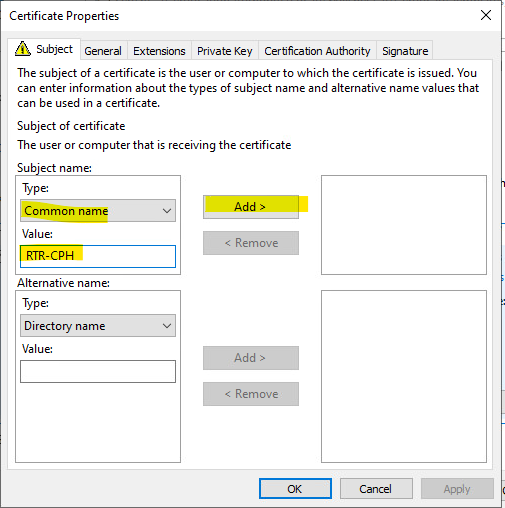 Certificate Properties
Subject General Extensions Private Key Certification Authority Signature
The subject of a certificate is the user or computer to which the certificate is issued. You
can enter information about the types of subject name and alternative name values that
can be used in a certificate.
Subject of certificate
The user or computer that is receiving the certificate
Subject name:
Type:
Common name
Add >
Value:
RTR-CPH
< Remove
Alternative name:
Type:
Directory name
Value:
Add >
< Remove
OK Cancel Apply